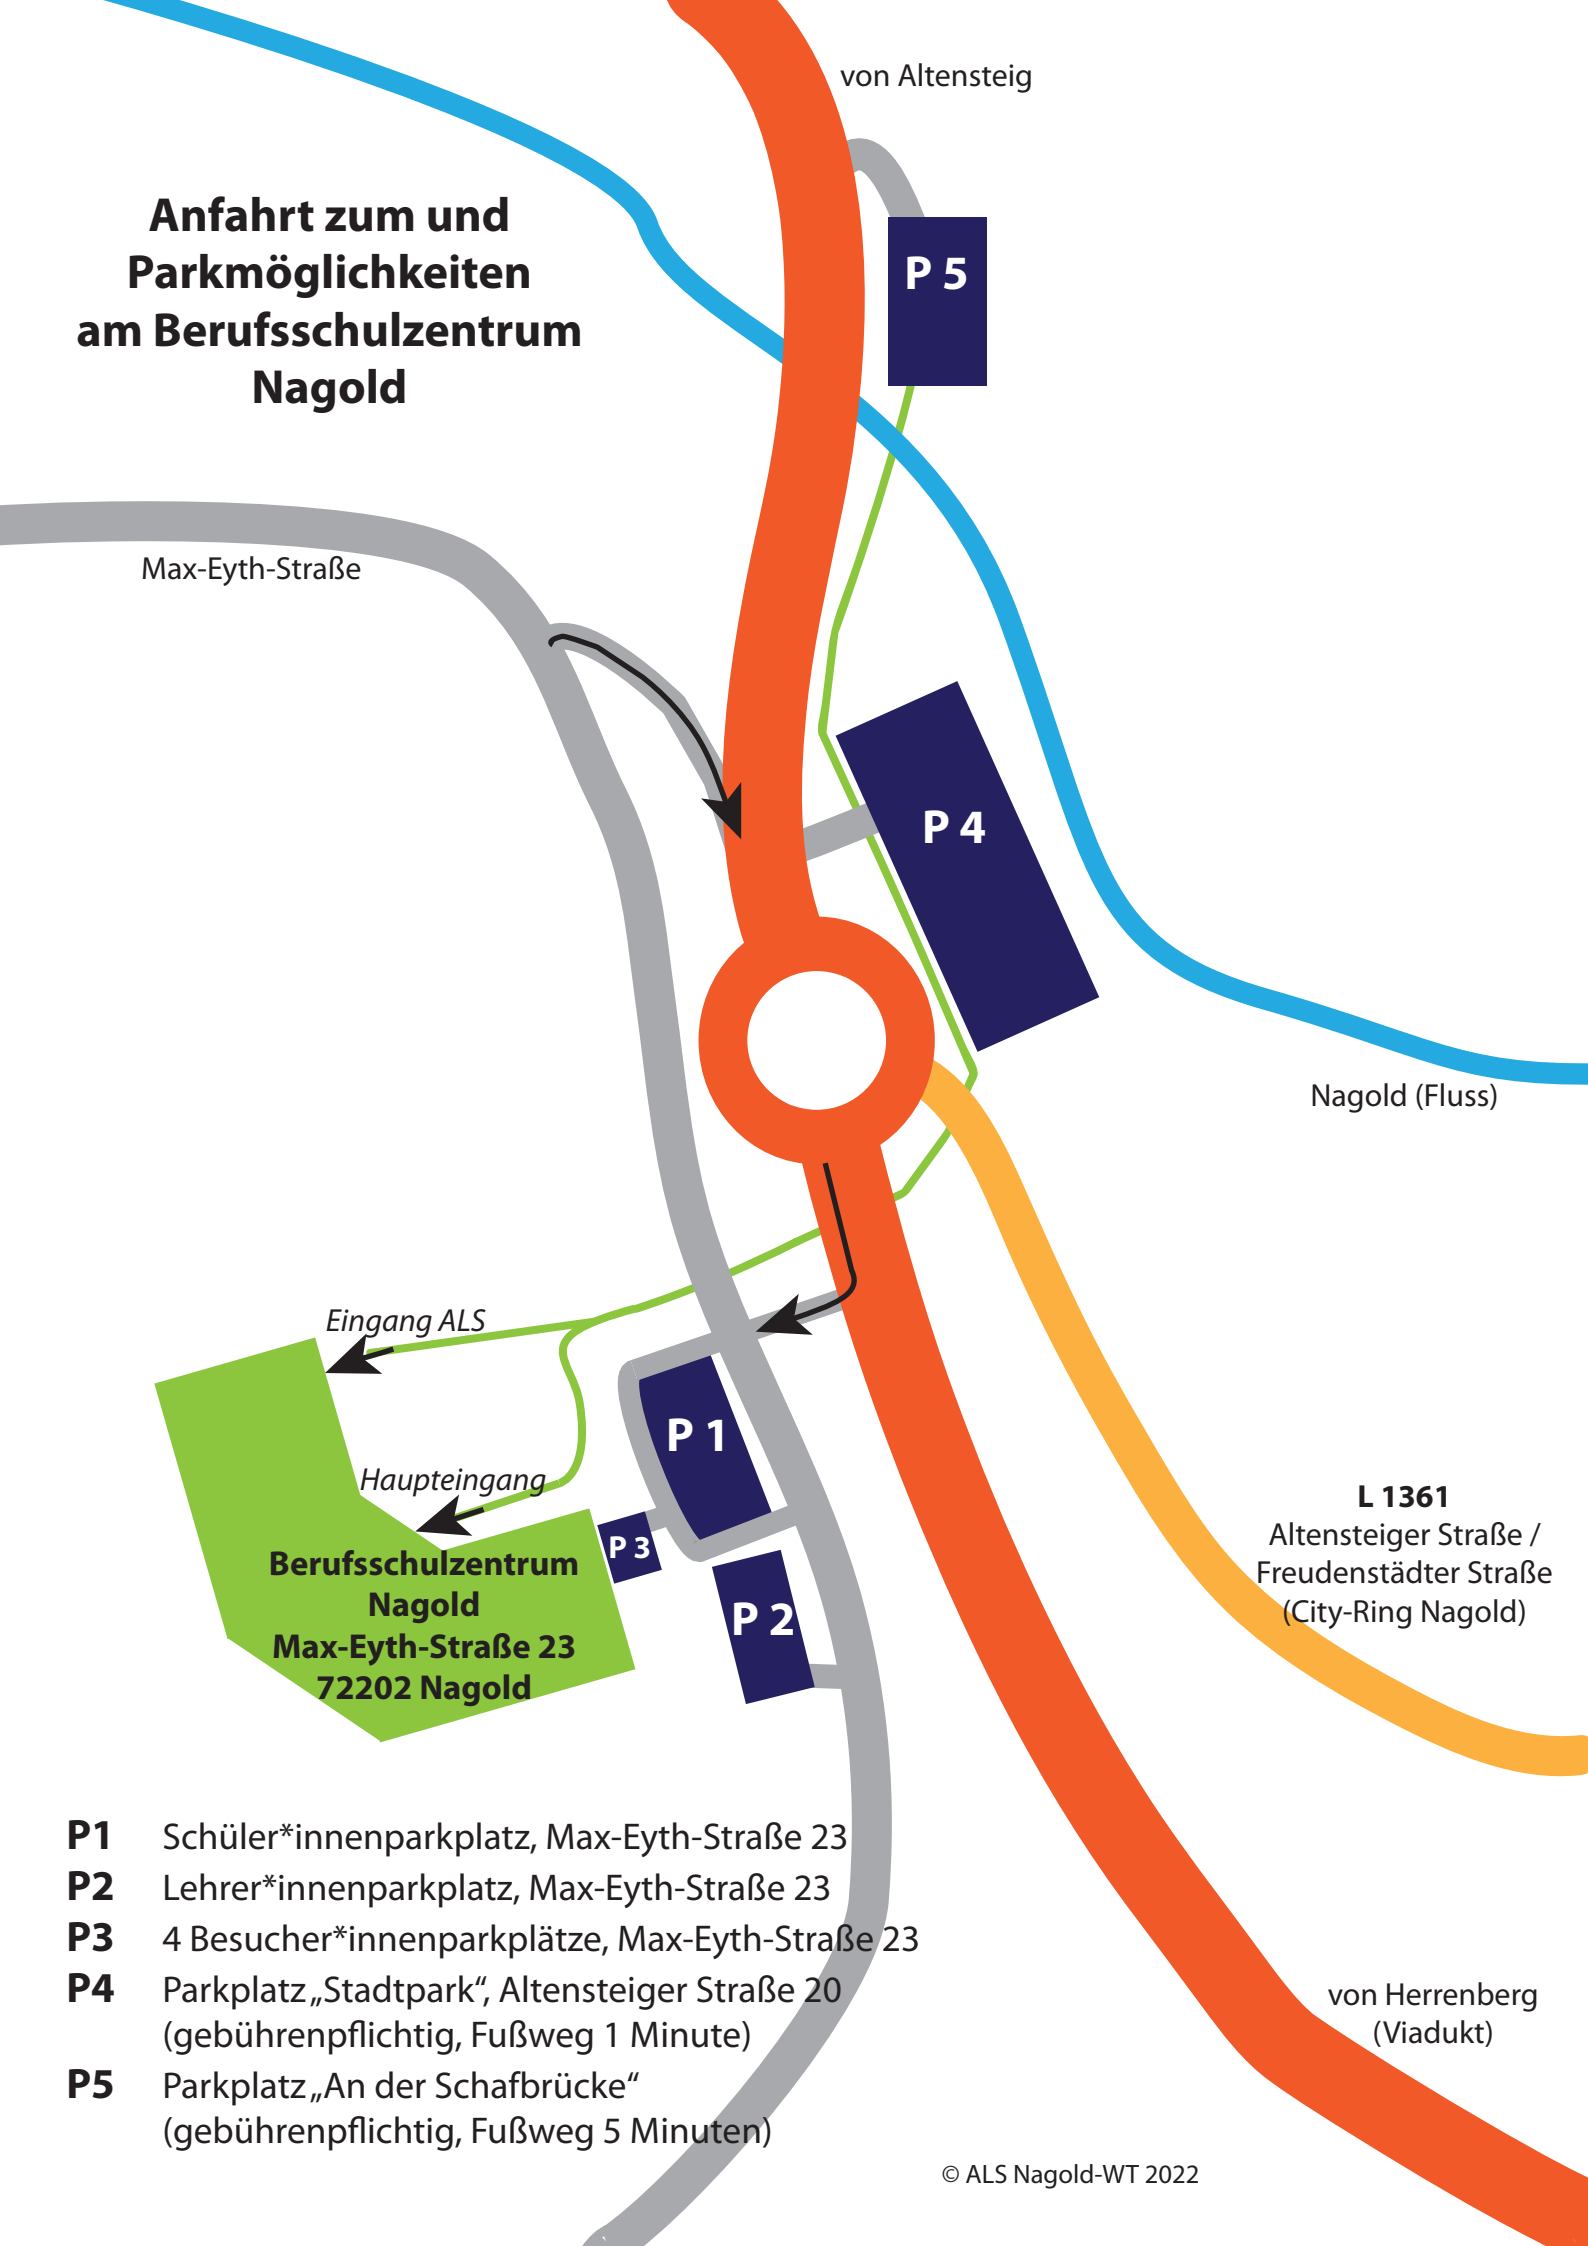 von Altensteig
Anfahrt zum und
Parkmöglichkeiten
am Berufsschulzentrum
Nagold
P 5
Max-Eyth-Straße
P 4
Nagold (Fluss)
Eingang ALS
P 1
Haupteingang
L 1361
Altensteiger Straße /
Freudenstädter Straße
(City-Ring Nagold)
P 3
Berufsschulzentrum
Nagold
Max-Eyth-Straße 23
72202 Nagold
P 2
P1 Schüler*innenparkplatz, Max-Eyth-Straße 23
P2 Lehrer*innenparkplatz, Max-Eyth-Straße 23
P3 4 Besucher*innenparkplätze, Max-Eyth-Straße 23
P4 Parkplatz „Stadtpark“, Altensteiger Straße 20
(gebührenpflichtig, Fußweg 1 Minute)
P5 Parkplatz „An der Schafbrücke“
(gebührenpflichtig, Fußweg 5 Minuten)
von Herrenberg
(Viadukt)
© ALS Nagold-WT 2022